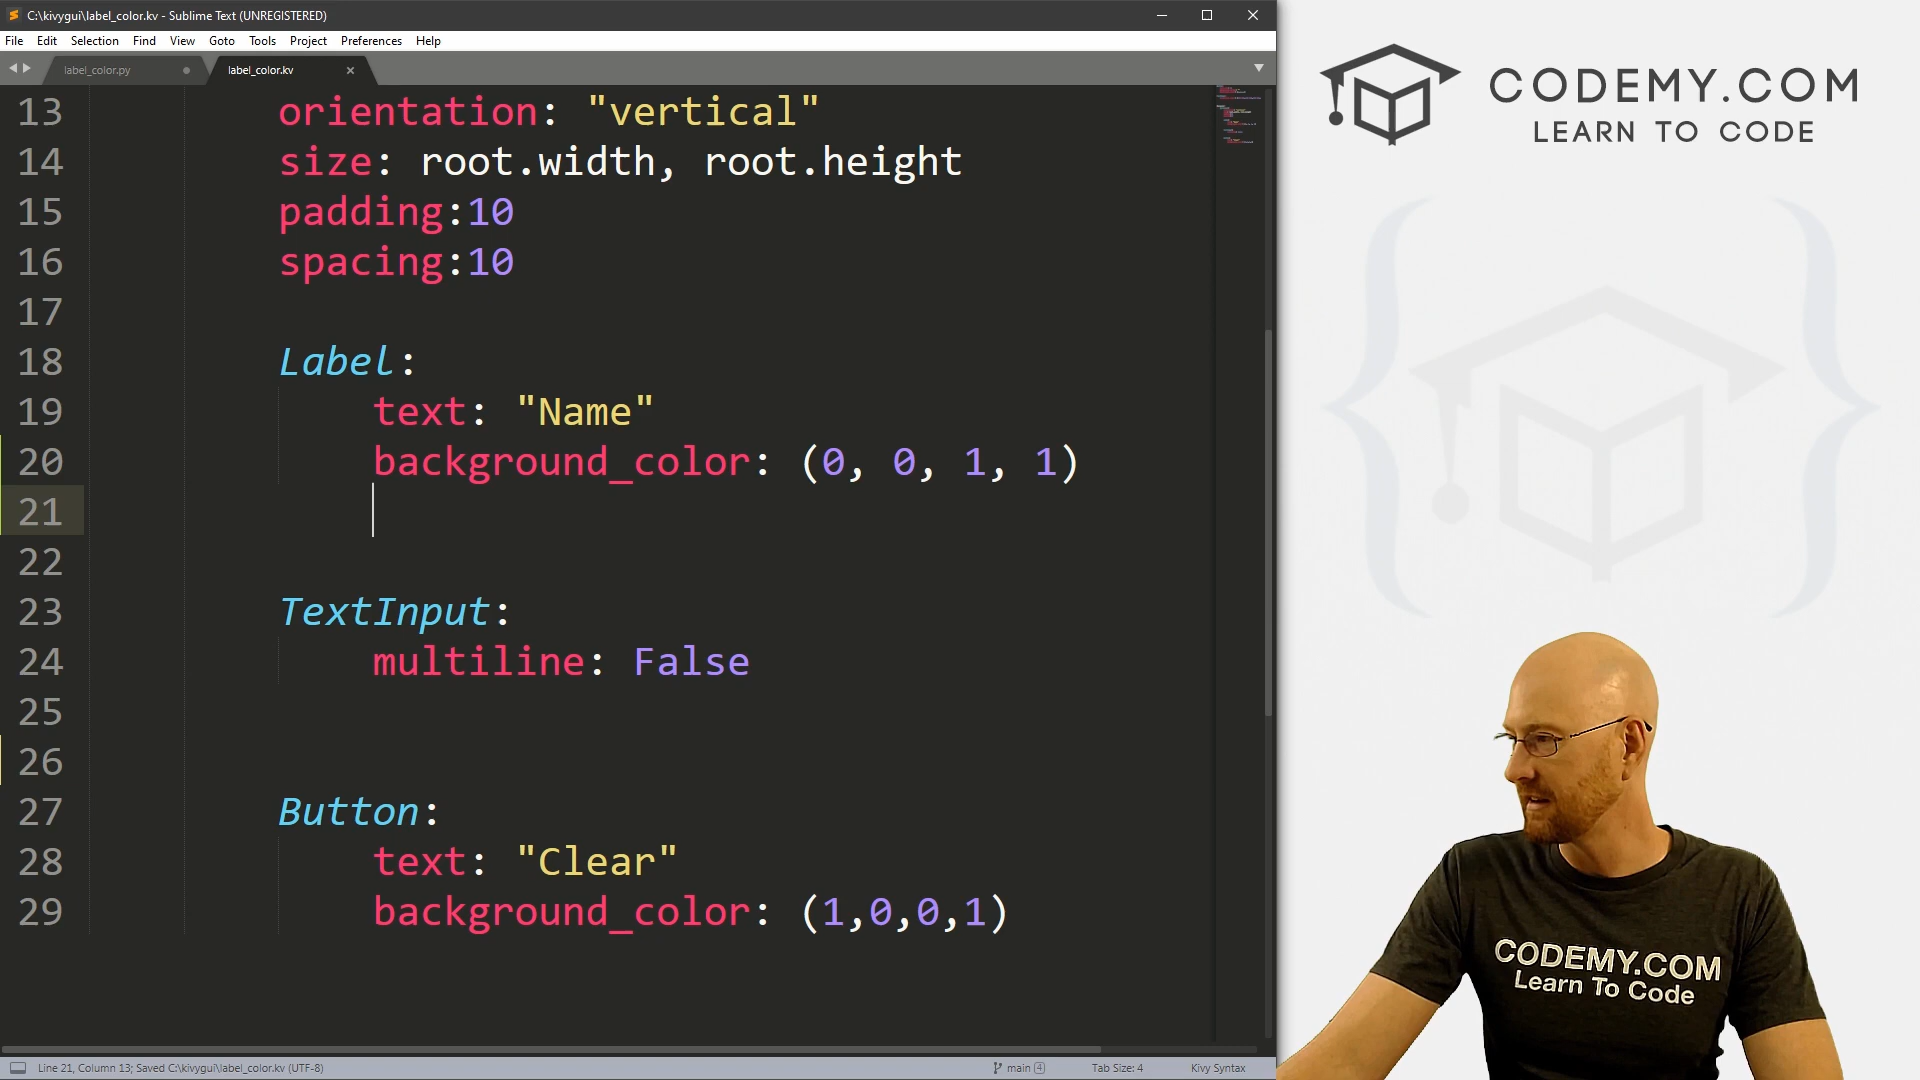 C:\kivygui\label_color.kv - Sublime Text (UNREGISTERED)
File Edit Selection Find View Goto Tools Project Preferences Help
label_color.py label_color.kv
13 orientation: "vertical"
14 size: root.width, root.height
15 padding:10
16 spacing:10
17
18 Label:
19 text: "Name"
20 background_color: (0, 0, 1, 1)
21
22
23 TextInput:
24 multiline: False
25
26
27 Button:
28 text: "Clear"
29 background_color: (1,0,0,1)
Line 21, Column 13; Saved C:\kivygui\label_color.kv (UTF-8) main 4 Tab Size: 4 Kivy Syntax
CODEMY.COM
LEARN TO CODE
CODEMY.COM
Learn To Code